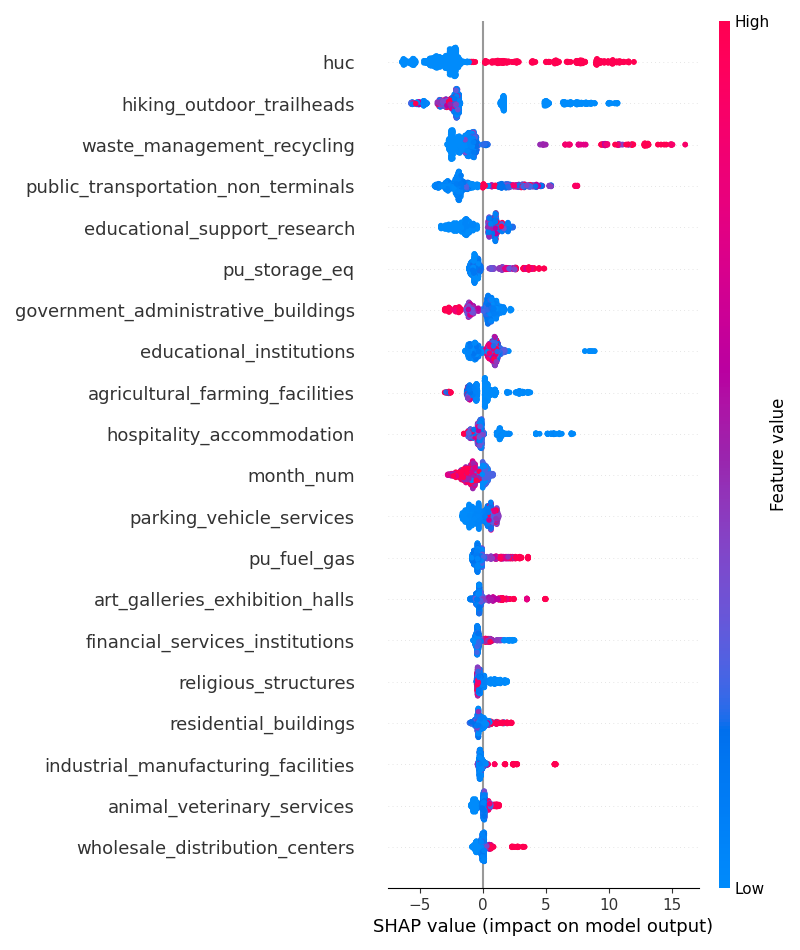 High
huc
hiking_outdoor_trailheads
waste_management_recycling
public_transportation_non_terminals
educational_support_research
pu_storage_eq
government_administrative_buildings
educational_institutions
agricultural_farming_facilities
hospitality_accommodation
month_num
parking_vehicle_services
pu_fuel_gas
art_galleries_exhibition_halls
financial_services_institutions
religious_structures
residential_buildings
industrial_manufacturing_facilities
animal_veterinary_services
wholesale_distribution_centers
Feature value
Low
−5 0 5 10 15
SHAP value (impact on model output)